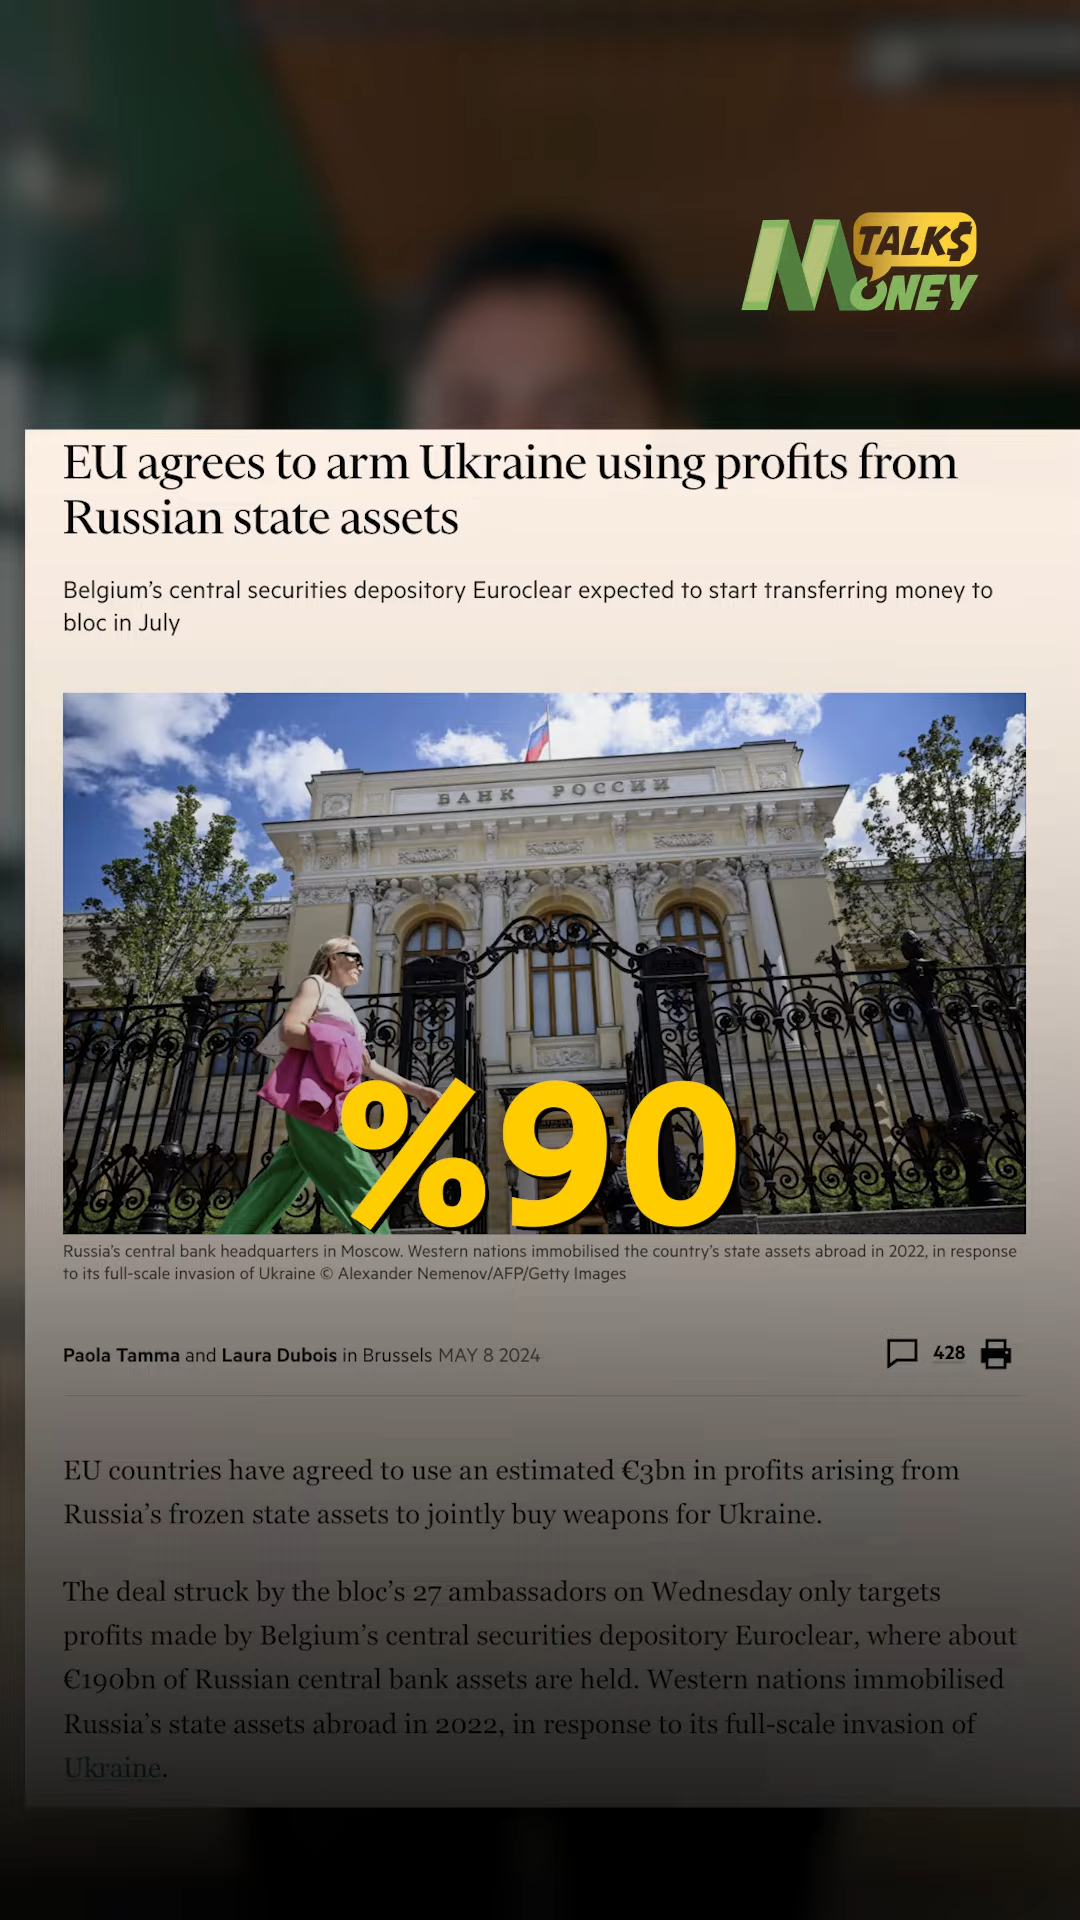 TALK$
MONEY
EU agrees to arm Ukraine using profits from
Russian state assets
Belgium’s central securities depository Euroclear expected to start transferring money to
bloc in July
БАНК РОССИИ
%90
Russia’s central bank headquarters in Moscow. Western nations immobilised the country’s state assets abroad in 2022, in response
to its full-scale invasion of Ukraine © Alexander Nemenov/AFP/Getty Images
Paola Tamma and Laura Dubois in Brussels MAY 8 2024
428
EU countries have agreed to use an estimated €3bn in profits arising from
Russia’s frozen state assets to jointly buy weapons for Ukraine.
The deal struck by the bloc’s 27 ambassadors on Wednesday only targets
profits made by Belgium’s central securities depository Euroclear, where about
€190bn of Russian central bank assets are held. Western nations immobilised
Russia’s state assets abroad in 2022, in response to its full-scale invasion of
Ukraine.